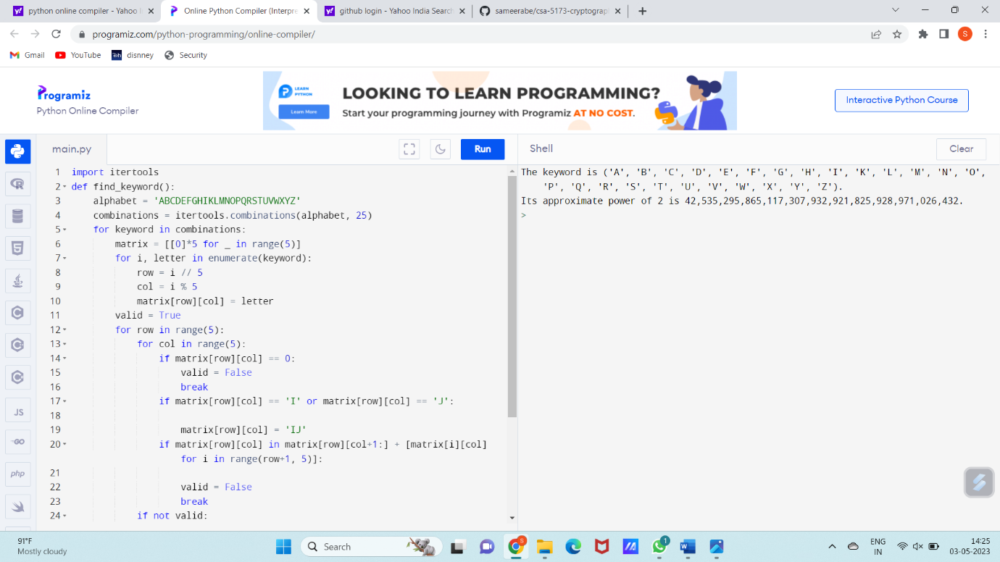 python online compiler - Yahoo I
Online Python Compiler (Interpre
github login - Yahoo India Search
sameerabe/csa-5173-cryptograp
programiz.com/python-programming/online-compiler/
S
Gmail
YouTube
disnney
Security
Programiz
Python Online Compiler
LEARN
PYTHON
Learn More
LOOKING TO LEARN PROGRAMMING?
Start your programming journey with Programiz AT NO COST.
Interactive Python Course
main.py
Run
Shell
Clear
1 import itertools
2 def find_keyword():
3 alphabet = 'ABCDEFGHIKLMNOPQRSTUVWXYZ'
4 combinations = itertools.combinations(alphabet, 25)
5 for keyword in combinations:
6 matrix = [[0]*5 for _ in range(5)]
7 for i, letter in enumerate(keyword):
8 row = i // 5
9 col = i % 5
10 matrix[row][col] = letter
11 valid = True
12 for row in range(5):
13 for col in range(5):
14 if matrix[row][col] == 0:
15 valid = False
16 break
17 if matrix[row][col] == 'I' or matrix[row][col] == 'J':
18
19 matrix[row][col] = 'IJ'
20 if matrix[row][col] in matrix[row][col+1:] + [matrix[i][col]
for i in range(row+1, 5)]:
21
22 valid = False
23 break
24 if not valid:
The keyword is ('A', 'B', 'C', 'D', 'E', 'F', 'G', 'H', 'I', 'K', 'L', 'M', 'N', 'O',
'P', 'Q', 'R', 'S', 'T', 'U', 'V', 'W', 'X', 'Y', 'Z').
Its approximate power of 2 is 42,535,295,865,117,307,932,921,825,928,971,026,432.
>
JS
GO
php
91°F
Mostly cloudy
Search
S
1
ENG
IN
14:25
03-05-2023